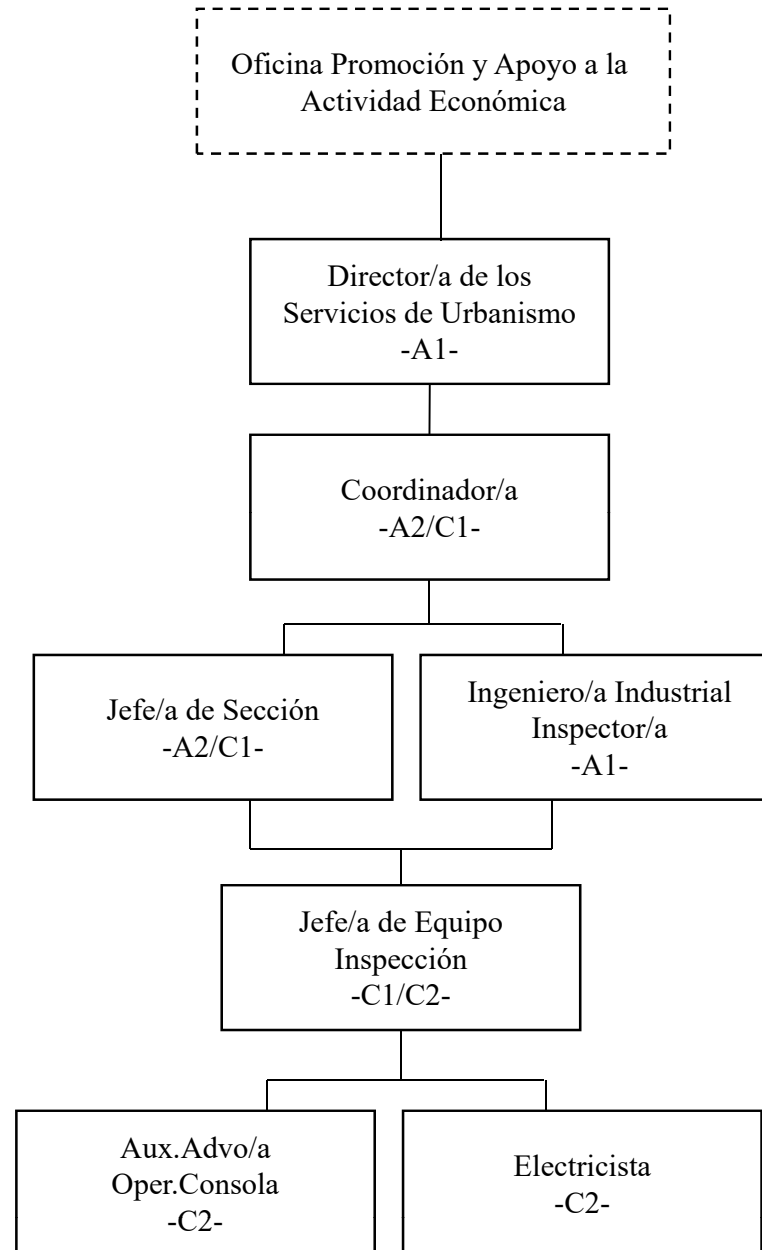 Oficina Promoción y Apoyo a la
Actividad Económica
Director/a de los
Servicios de Urbanismo
-A1-
Coordinador/a
-A2/C1-
Jefe/a de Sección
-A2/C1-
Ingeniero/a Industrial
Inspector/a
-A1-
Jefe/a de Equipo
Inspección
-C1/C2-
Aux.Advo/a
Oper.Consola
-C2-
Electricista
-C2-